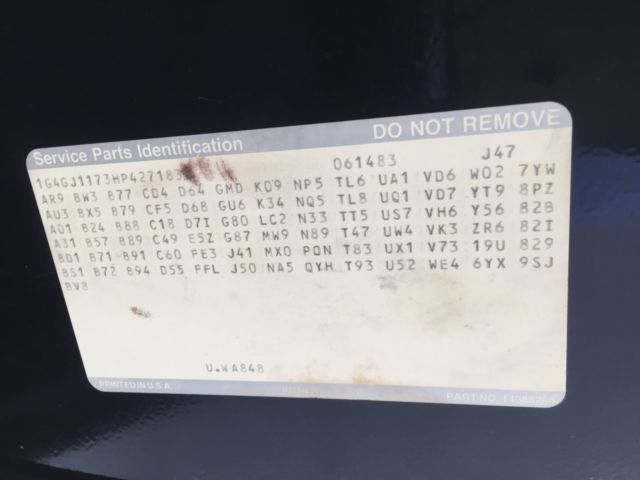 Service Parts Identification DO NOT REMOVE
1G4GJ1173HP427183 061483 J47
AR9 BW3 B77 CD4 D64 GMD K09 NP5 TL6 UA1 VD6 W02 7YW
AU3 BX5 B79 CF5 D68 GU6 K34 NQ5 TL8 UQ1 VD7 YT9 8PZ
A01 B24 B88 C18 D7I G80 LC2 N33 TT5 US7 VH6 Y56 82B
A31 B57 B89 C49 E5Z G87 MW9 N89 T47 UW4 VK3 ZR6 82I
BD1 B71 B91 C60 FE3 J41 MX0 PQN T83 UX1 V73 19U 829
BS1 B72 B94 D55 FFL J50 NA5 QYH T93 U52 WE4 6YX 9SJ
BV8
U.WA848
PRINTED IN U.S.A. PART NO.